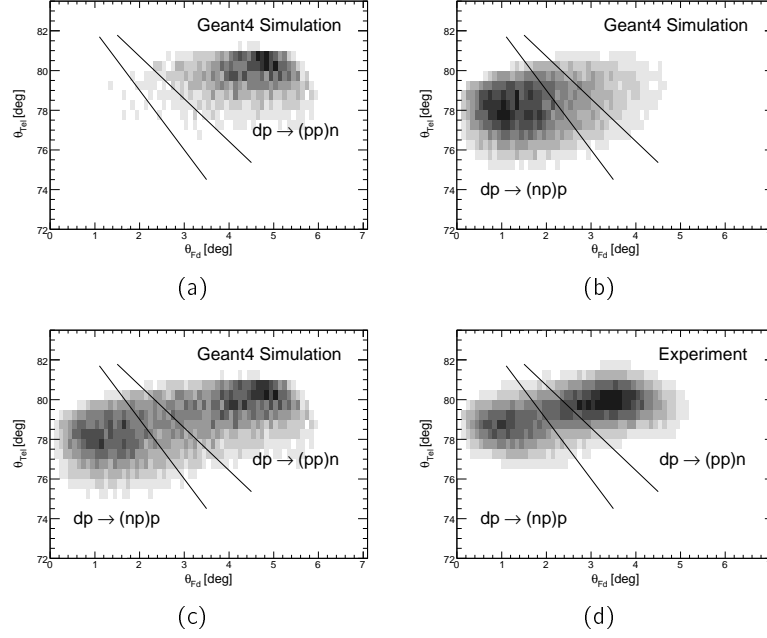 82
80
78
76
74
72
θTel [deg]
Geant4 Simulation
dp → (pp)n
0 1 2 3 4 5 6 7
θFd [deg]
(a)
82
80
78
76
74
72
θTel [deg]
Geant4 Simulation
dp → (np)p
0 1 2 3 4 5 6
θFd [deg]
(b)
82
80
78
76
74
72
θTel [deg]
Geant4 Simulation
dp → (pp)n
dp → (np)p
0 1 2 3 4 5 6 7
θFd [deg]
(c)
82
80
78
76
74
72
θTel [deg]
Experiment
dp → (pp)n
dp → (np)p
0 1 2 3 4 5 6
θFd [deg]
(d)